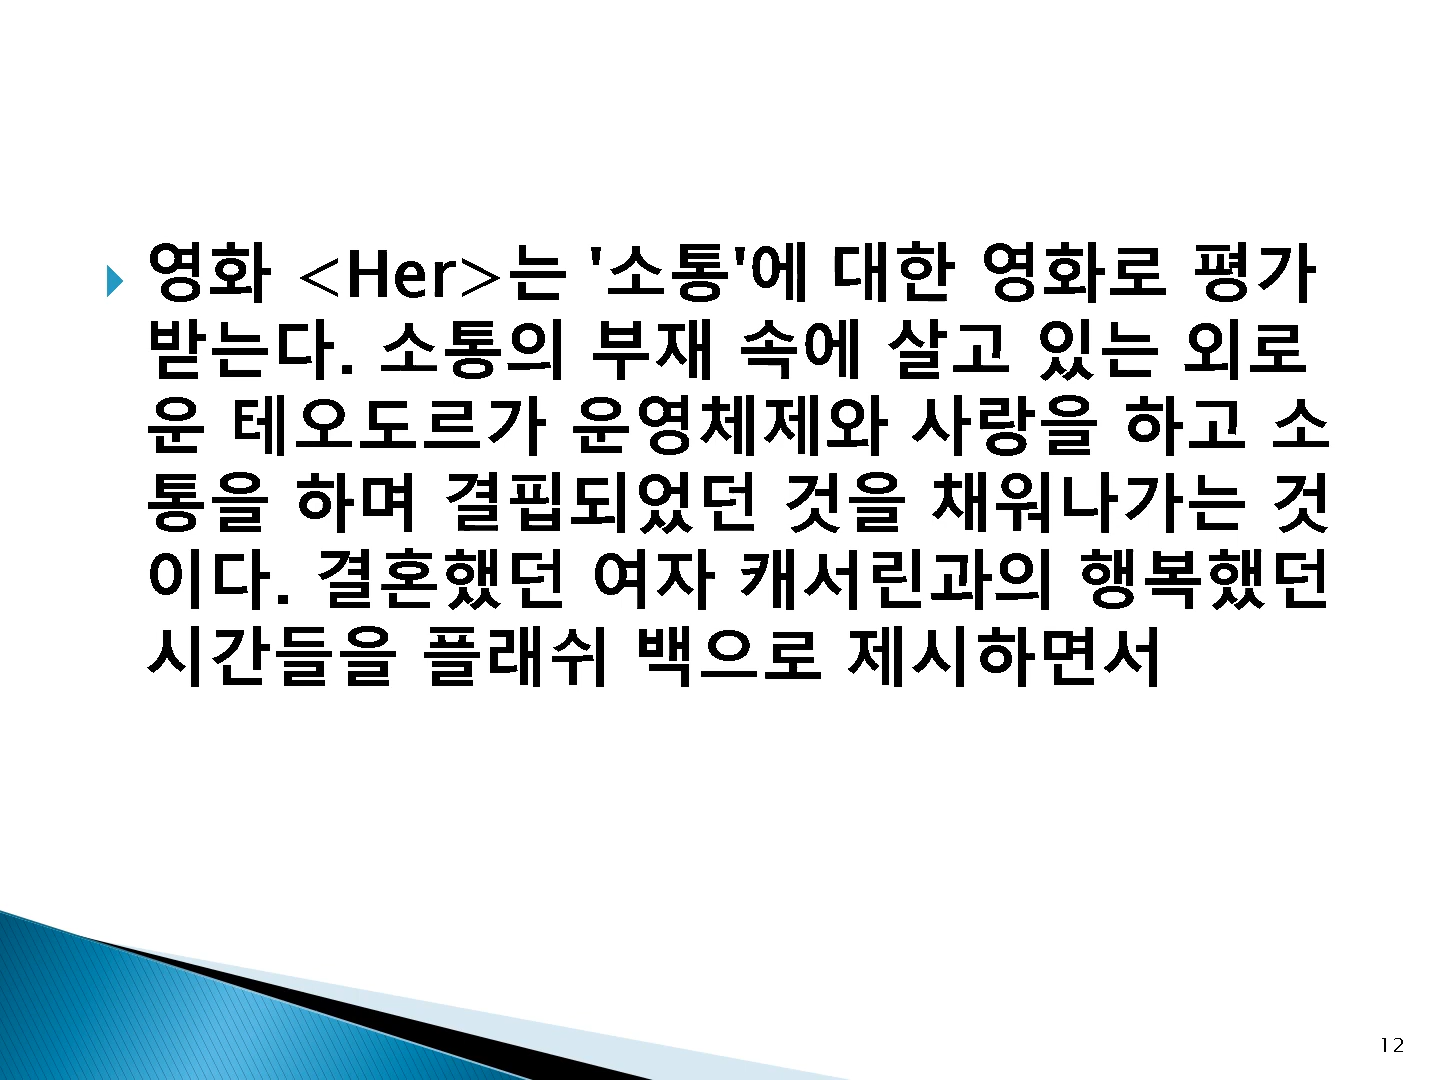 영화 <Her>는 '소통'에 대한 영화로 평가
받는다. 소통의 부재 속에 살고 있는 외로
운 테오도르가 운영체제와 사랑을 하고 소
통을 하며 결핍되었던 것을 채워나가는 것
이다. 결혼했던 여자 캐서린과의 행복했던
시간들을 플래쉬 백으로 제시하면서
12